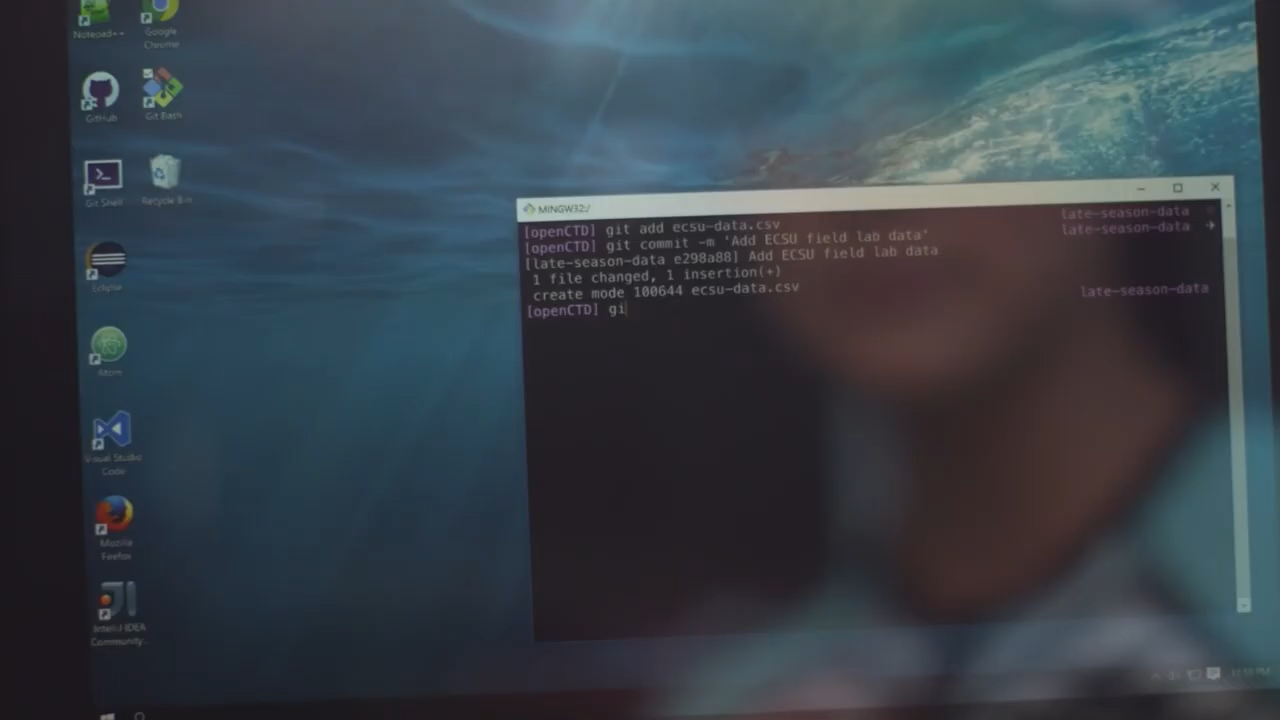 Notepad++
Google
Chrome
GitHub
Git Bash
Git Shell
Recycle Bin
Eclipse
Atom
Visual Studio
Code
Mozilla
Firefox
IntelliJ IDEA
Community
MINGW32:/
late-season-data
[openCTD] git add ecsu-data.csv late-season-data
[openCTD] git commit -m 'Add ECSU field lab data'
[late-season-data e298a88] Add ECSU field lab data
1 file changed, 1 insertion(+)
create mode 100644 ecsu-data.csv
[openCTD] gi late-season-data